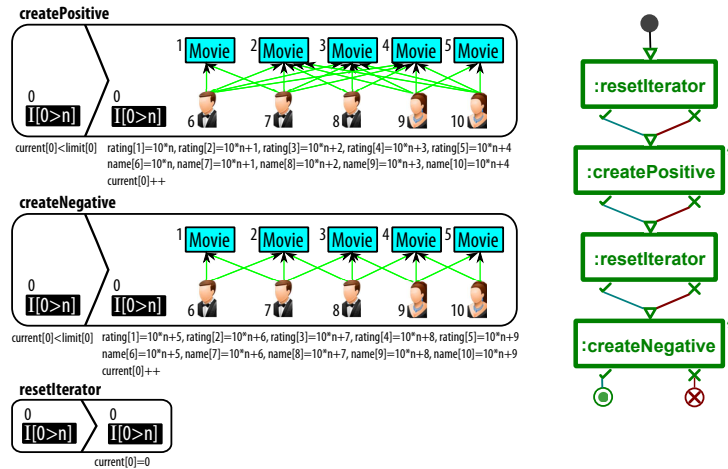 createPositive
1 Movie 2 Movie 3 Movie 4 Movie 5 Movie
0 0
I[0>n] I[0>n]
6 7 8 9 10
current[0]<limit[0] rating[1]=10*n, rating[2]=10*n+1, rating[3]=10*n+2, rating[4]=10*n+3, rating[5]=10*n+4
name[6]=10*n, name[7]=10*n+1, name[8]=10*n+2, name[9]=10*n+3, name[10]=10*n+4
current[0]++
createNegative
1 Movie 2 Movie 3 Movie 4 Movie 5 Movie
0 0
I[0>n] I[0>n]
6 7 8 9 10
current[0]<limit[0] rating[1]=10*n+5, rating[2]=10*n+6, rating[3]=10*n+7, rating[4]=10*n+8, rating[5]=10*n+9
name[6]=10*n+5, name[7]=10*n+6, name[8]=10*n+7, name[9]=10*n+8, name[10]=10*n+9
current[0]++
resetIterator
0 0
I[0>n] I[0>n]
current[0]=0
:resetIterator
:createPositive
:resetIterator
:createNegative